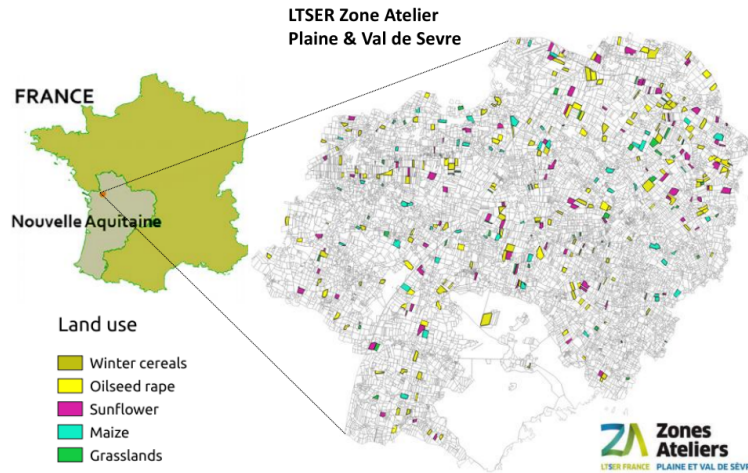 LTSER Zone Atelier
Plaine & Val de Sevre
FRANCE
Nouvelle Aquitaine
Land use
Winter cereals
Oilseed rape
Sunflower
Maize
Grasslands
ZA Zones
Ateliers
LTSER FRANCE PLAINE ET VAL DE SÈVRE